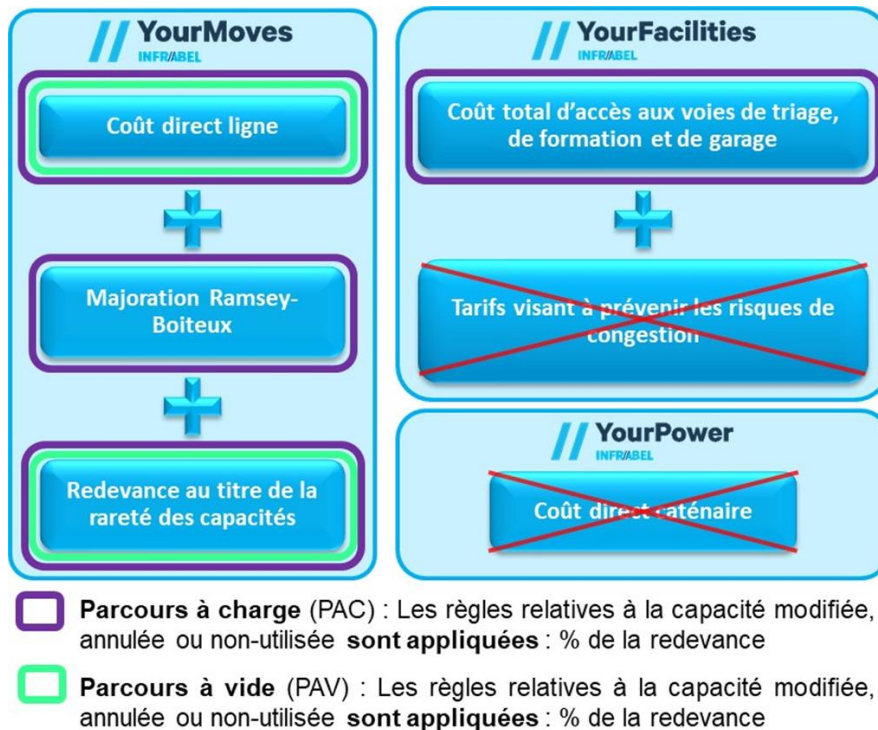 YourMoves
INFRABEL
Coût direct ligne
Majoration Ramsey-
Boiteux
Redevance au titre de la
rareté des capacités
YourFacilities
INFRABEL
Coût total d'accès aux voies de triage,
de formation et de garage
Tarifs visant à prévenir les risques de
congestion
YourPower
INFRABEL
Coût direct caténaire
Parcours à charge (PAC) : Les règles relatives à la capacité modifiée,
annulée ou non-utilisée sont appliquées : % de la redevance
Parcours à vide (PAV) : Les règles relatives à la capacité modifiée,
annulée ou non-utilisée sont appliquées : % de la redevance